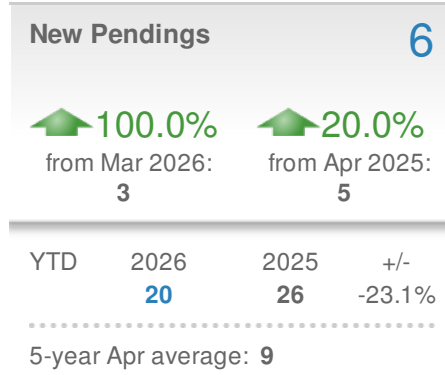 New Pendings 6
100.0% 20.0%
from Mar 2026: from Apr 2025:
3 5
YTD 2026 2025 +/-
20 26 -23.1%
5-year Apr average: 9